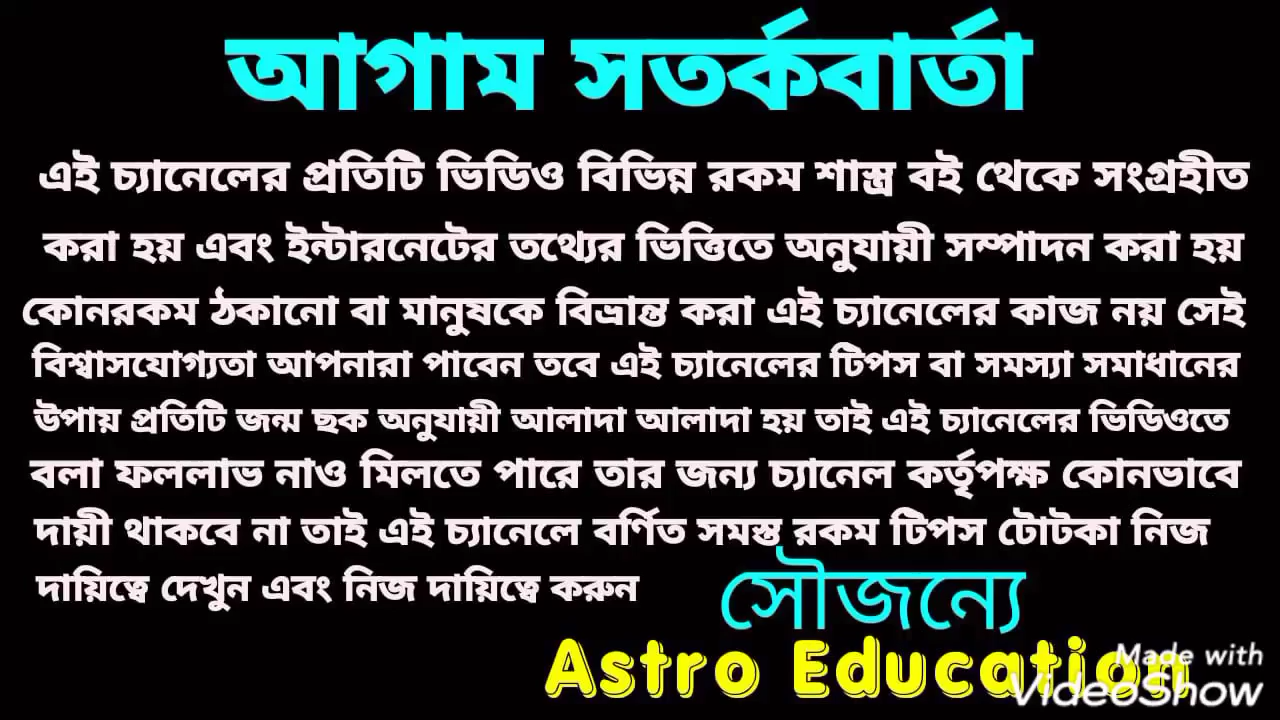 আগাম সতর্কবার্তা
এই চ্যানেলের প্রতিটি ভিডিও বিভিন্ন রকম শাস্ত্র বই থেকে সংগ্রহীত
করা হয় এবং ইন্টারনেটের তথ্যের ভিত্তিতে অনুযায়ী সম্পাদন করা হয়
কোনরকম ঠকানো বা মানুষকে বিভ্রান্ত করা এই চ্যানেলের কাজ নয় সেই
বিশ্বাসযোগ্যতা আপনারা পাবেন তবে এই চ্যানেলের টিপস বা সমস্যা সমাধানের
উপায় প্রতিটি জন্ম ছক অনুযায়ী আলাদা আলাদা হয় তাই এই চ্যানেলের ভিডিওতে
বলা ফললাভ নাও মিলতে পারে তার জন্য চ্যানেল কর্তৃপক্ষ কোনভাবে
দায়ী থাকবে না তাই এই চ্যানেলে বর্ণিত সমস্ত রকম টিপস টোটকা নিজ
দায়িত্বে দেখুন এবং নিজ দায়িত্বে করুন
সৌজন্যে
Astro Education
Made with
VideoShow